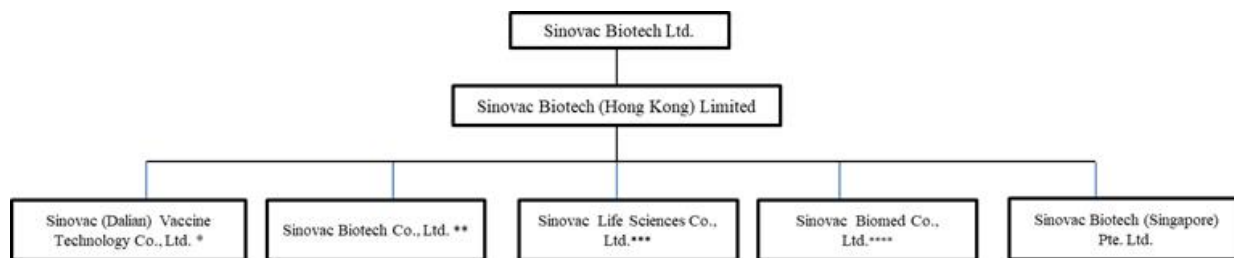 Sinovac Biotech Ltd.
Sinovac Biotech (Hong Kong) Limited
Sinovac (Dalian) Vaccine
Technology Co., Ltd. *
Sinovac Biotech Co., Ltd. **
Sinovac Life Sciences Co.,
Ltd.***
Sinovac Biomed Co.,
Ltd.****
Sinovac Biotech (Singapore)
Pte. Ltd.